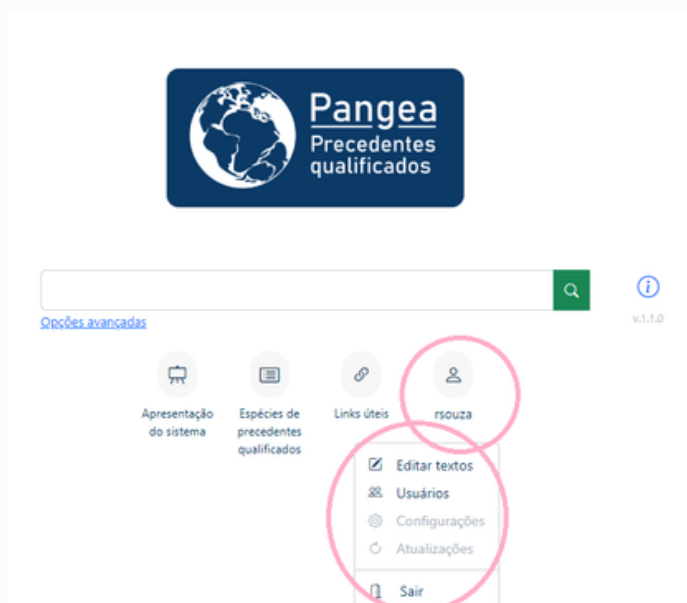 Pangea
Precedentes
qualificados
Opções avançadas
v.1.1.0
Apresentação
do sistema
Espécies de
precedentes
qualificados
Links úteis
rsouza
Editar textos
Usuários
Configurações
Atualizações
Sair